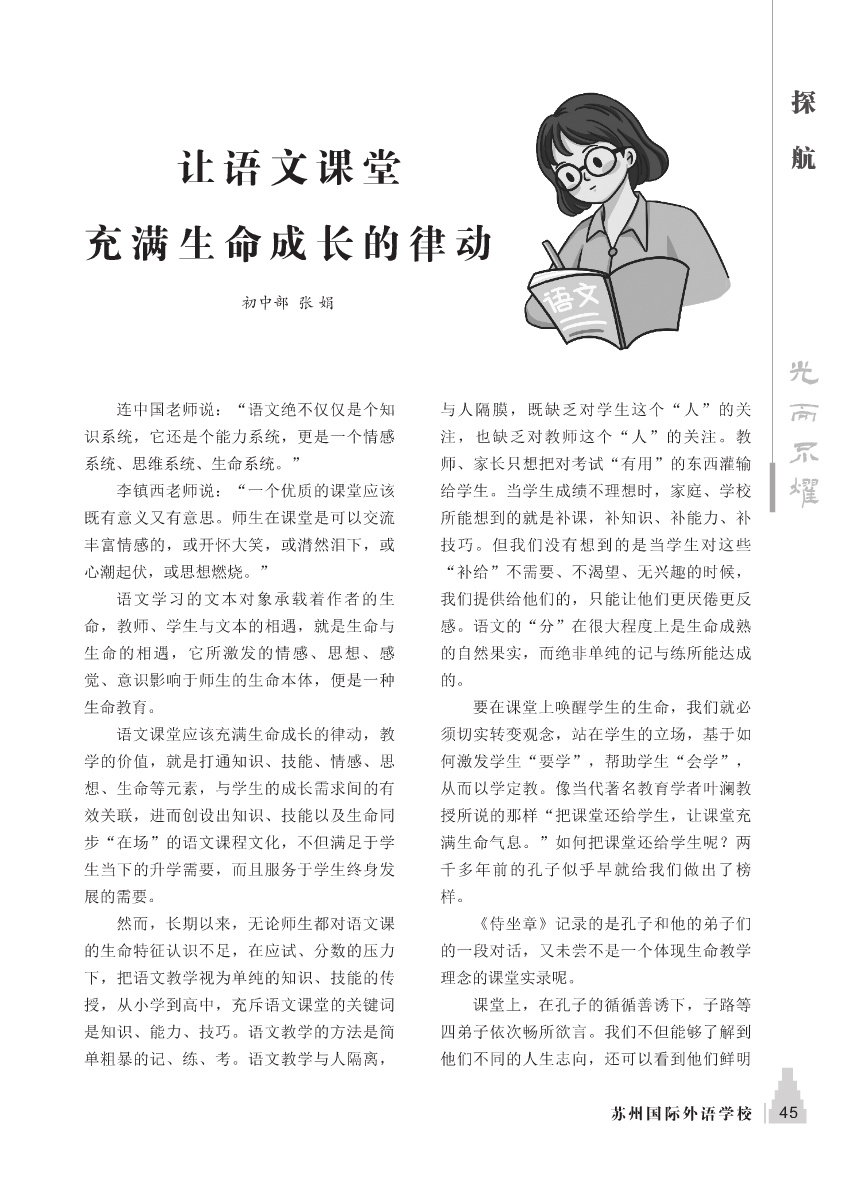 探
航
让语文课堂
充满生命成长的律动
初中部 张 娟
语文
光而不耀
连中国老师说：“语文绝不仅仅是个知
识系统，它还是个能力系统，更是一个情感
系统、思维系统、生命系统。”
李镇西老师说：“一个优质的课堂应该
既有意义又有意思。师生在课堂是可以交流
丰富情感的，或开怀大笑，或潸然泪下，或
心潮起伏，或思想燃烧。”
语文学习的文本对象承载着作者的生
命，教师、学生与文本的相遇，就是生命与
生命的相遇，它所激发的情感、思想、感
觉、意识影响于师生的生命本体，便是一种
生命教育。
语文课堂应该充满生命成长的律动，教
学的价值，就是打通知识、技能、情感、思
想、生命等元素，与学生的成长需求间的有
效关联，进而创设出知识、技能以及生命同
步“在场”的语文课程文化，不但满足于学
生当下的升学需要，而且服务于学生终身发
展的需要。
然而，长期以来，无论师生都对语文课
的生命特征认识不足，在应试、分数的压力
下，把语文教学视为单纯的知识、技能的传
授，从小学到高中，充斥语文课堂的关键词
是知识、能力、技巧。语文教学的方法是简
单粗暴的记、练、考。语文教学与人隔离，
与人隔膜，既缺乏对学生这个“人”的关
注，也缺乏对教师这个“人”的关注。教
师、家长只想把对考试“有用”的东西灌输
给学生。当学生成绩不理想时，家庭、学校
所能想到的就是补课，补知识、补能力、补
技巧。但我们没有想到的是当学生对这些
“补给”不需要、不渴望、无兴趣的时候，
我们提供给他们的，只能让他们更厌倦更反
感。语文的“分”在很大程度上是生命成熟
的自然果实，而绝非单纯的记与练所能达成
的。
要在课堂上唤醒学生的生命，我们就必
须切实转变观念，站在学生的立场，基于如
何激发学生“要学”，帮助学生“会学”，
从而以学定教。像当代著名教育学者叶澜教
授所说的那样“把课堂还给学生，让课堂充
满生命气息。”如何把课堂还给学生呢？两
千多年前的孔子似乎早就给我们做出了榜
样。
《侍坐章》记录的是孔子和他的弟子们
的一段对话，又未尝不是一个体现生命教学
理念的课堂实录呢。
课堂上，在孔子的循循善诱下，子路等
四弟子依次畅所欲言。我们不但能够了解到
他们不同的人生志向，还可以看到他们鲜明
苏州国际外语学校 45